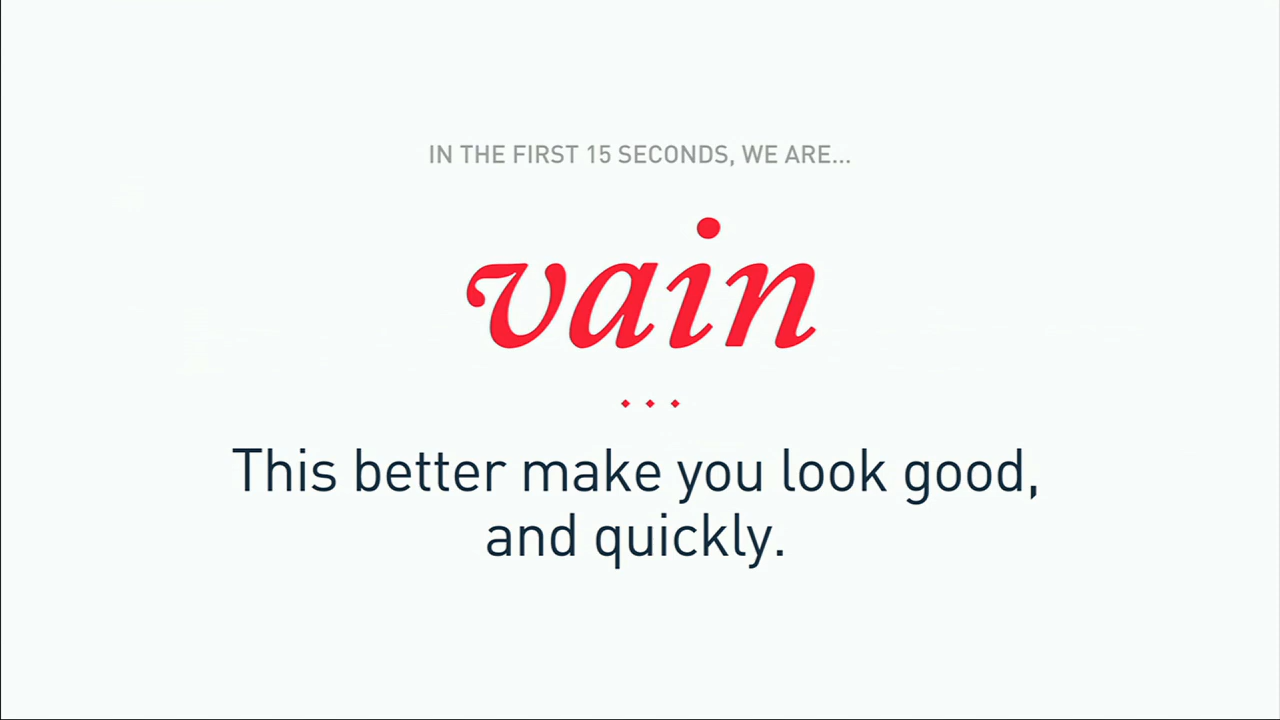 IN THE FIRST 15 SECONDS, WE ARE...
vain
This better make you look good,
and quickly.